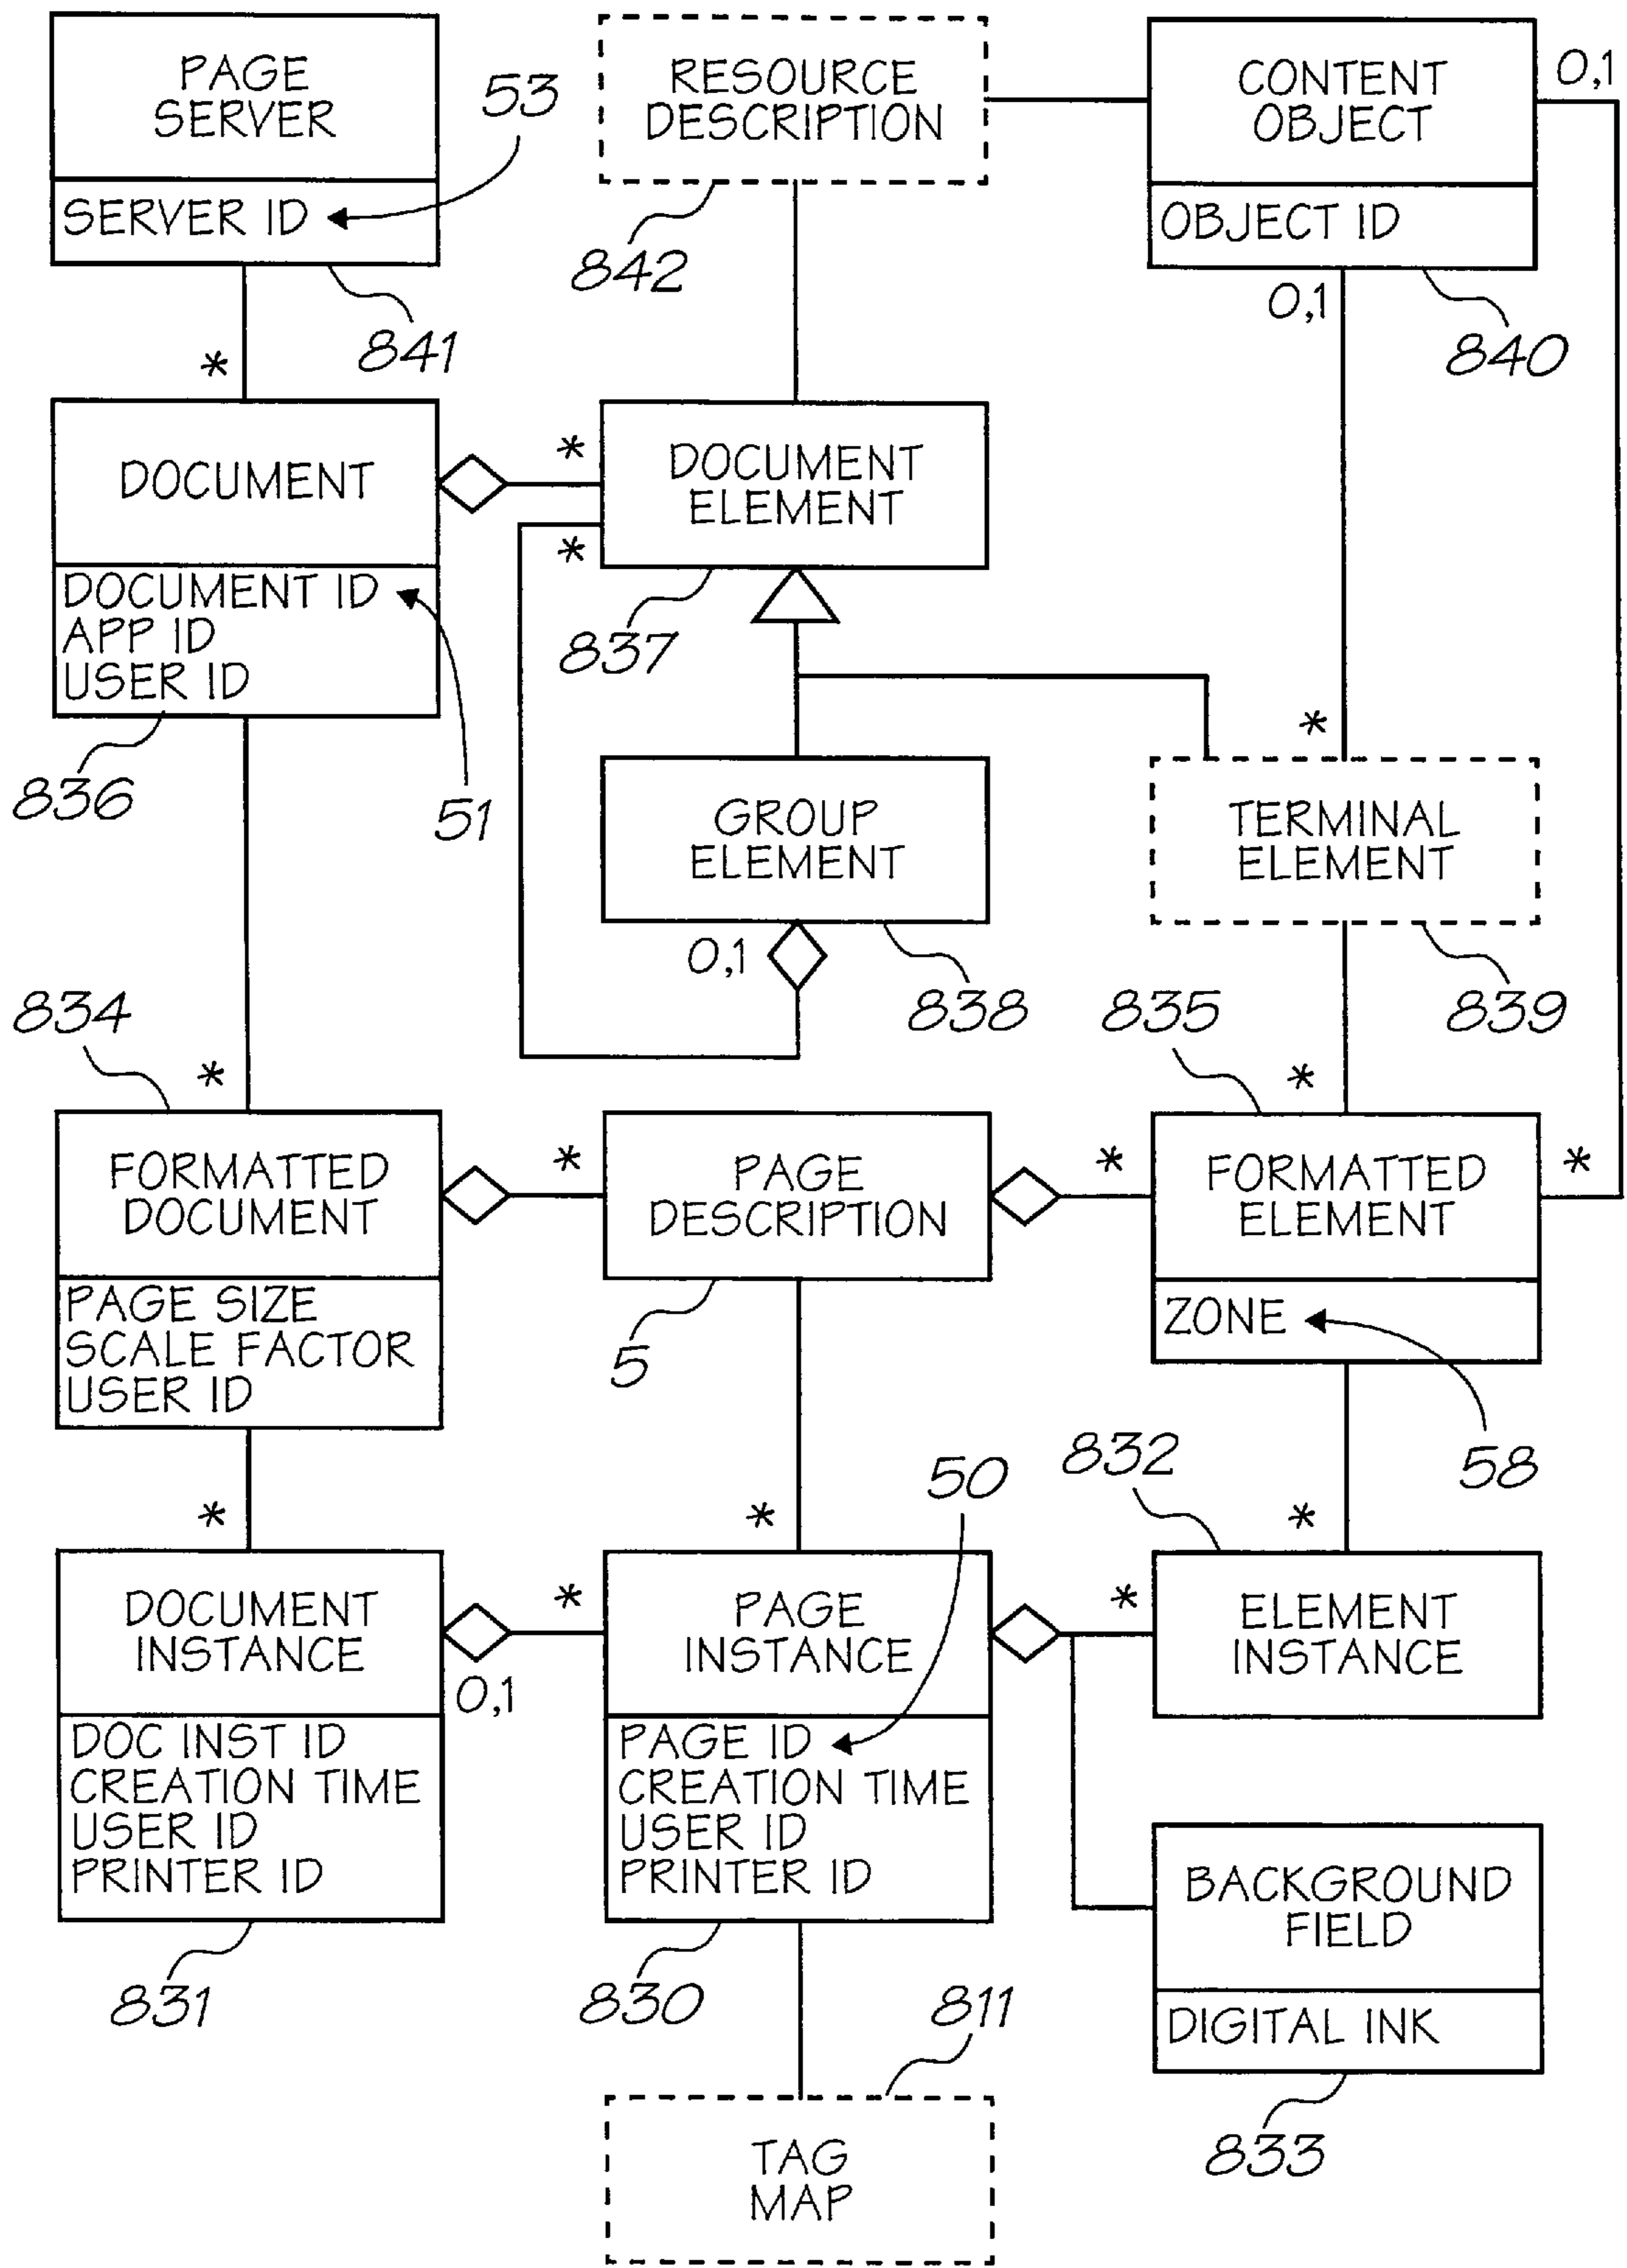 PAGE
SERVER
SERVER ID
53
841
*
RESOURCE
DESCRIPTION
842
CONTENT
OBJECT
OBJECT ID
0,1
0,1
840
DOCUMENT
DOCUMENT ID
APP ID
USER ID
836
51
*
*
DOCUMENT
ELEMENT
837
GROUP
ELEMENT
0,1
838
*
TERMINAL
ELEMENT
839
834
*
FORMATTED
DOCUMENT
PAGE SIZE
SCALE FACTOR
USER ID
*
PAGE
DESCRIPTION
5
835
*
*
FORMATTED
ELEMENT
*
ZONE
58
*
DOCUMENT
INSTANCE
DOC INST ID
CREATION TIME
USER ID
PRINTER ID
831
0,1
*
*
50
PAGE
INSTANCE
PAGE ID
CREATION TIME
USER ID
PRINTER ID
830
832
*
*
ELEMENT
INSTANCE
BACKGROUND
FIELD
DIGITAL INK
833
811
TAG
MAP